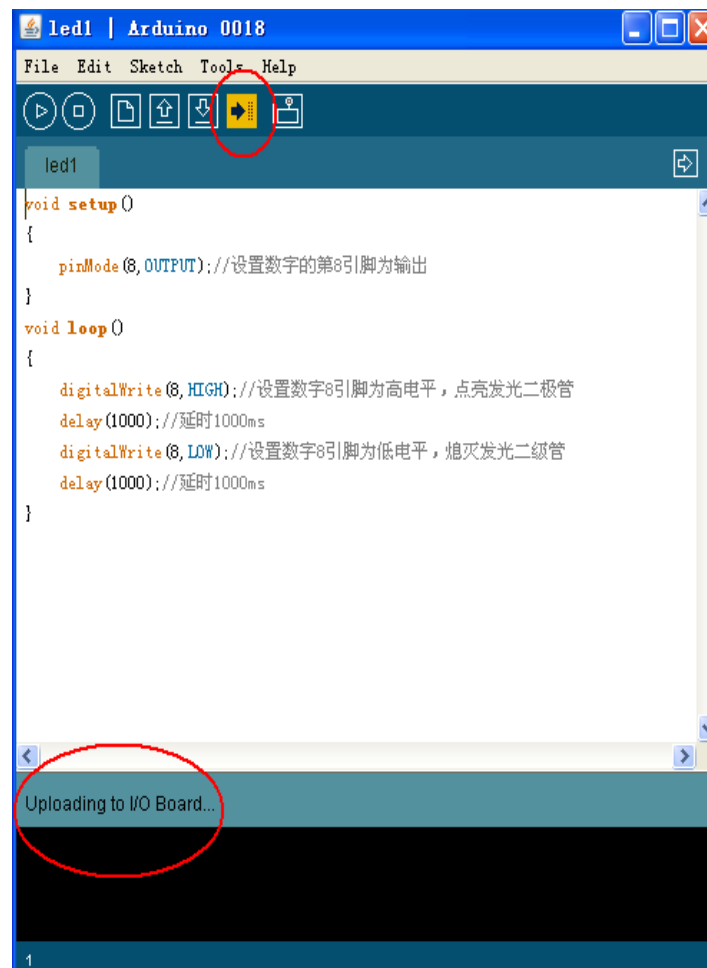 led1 | Arduino 0018
File Edit Sketch Tools Help
led1
void setup()
{
pinMode(8,OUTPUT);//设置数字的第8引脚为输出
}
void loop()
{
digitalWrite(8,HIGH);//设置数字8引脚为高电平，点亮发光二极管
delay(1000);//延时1000ms
digitalWrite(8,LOW);//设置数字8引脚为低电平，熄灭发光二级管
delay(1000);//延时1000ms
}
Uploading to I/O Board...
1